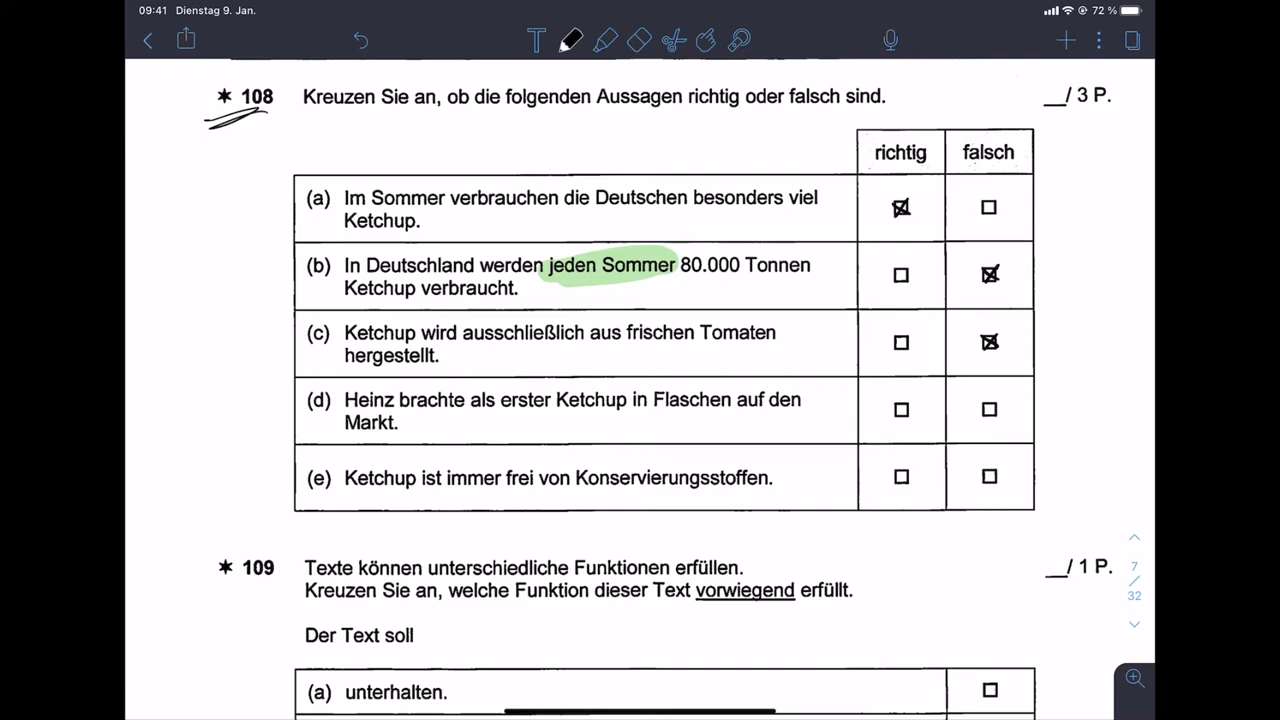 09:41 Dienstag 9. Jan. 72 %
✶ 108 Kreuzen Sie an, ob die folgenden Aussagen richtig oder falsch sind. __/ 3 P.
richtig falsch
(a) Im Sommer verbrauchen die Deutschen besonders viel
Ketchup.
(b) In Deutschland werden jeden Sommer 80.000 Tonnen
Ketchup verbraucht.
(c) Ketchup wird ausschließlich aus frischen Tomaten
hergestellt.
(d) Heinz brachte als erster Ketchup in Flaschen auf den
Markt.
(e) Ketchup ist immer frei von Konservierungsstoffen.
✶ 109 Texte können unterschiedliche Funktionen erfüllen. __/ 1 P.
Kreuzen Sie an, welche Funktion dieser Text vorwiegend erfüllt.
7
/
32
Der Text soll
(a) unterhalten.